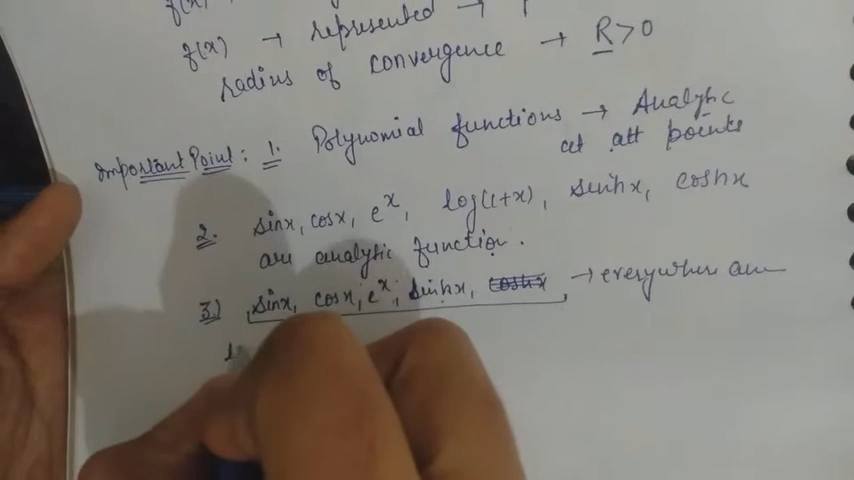 f(x)
f(x) → represented →
radius of convergence → R > 0
Important Point: 1. Polynomial functions → Analytic
at all points
2. sinx, cosx, e^x, log(1+x), sinhx, coshx
are analytic function.
3.) sinx, cosx, e^x, sinhx, coshx → everywhere